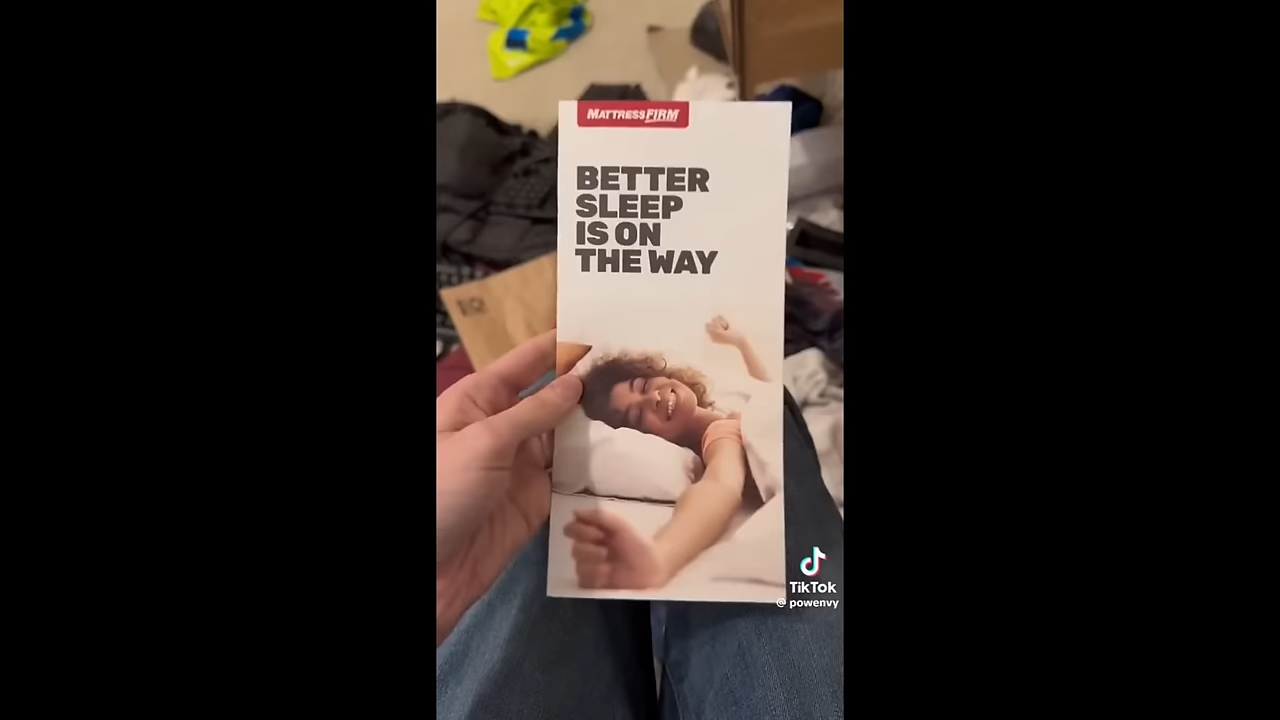 MATTRESS FIRM
BETTER
SLEEP
IS ON
THE WAY
TikTok
@ powenvy